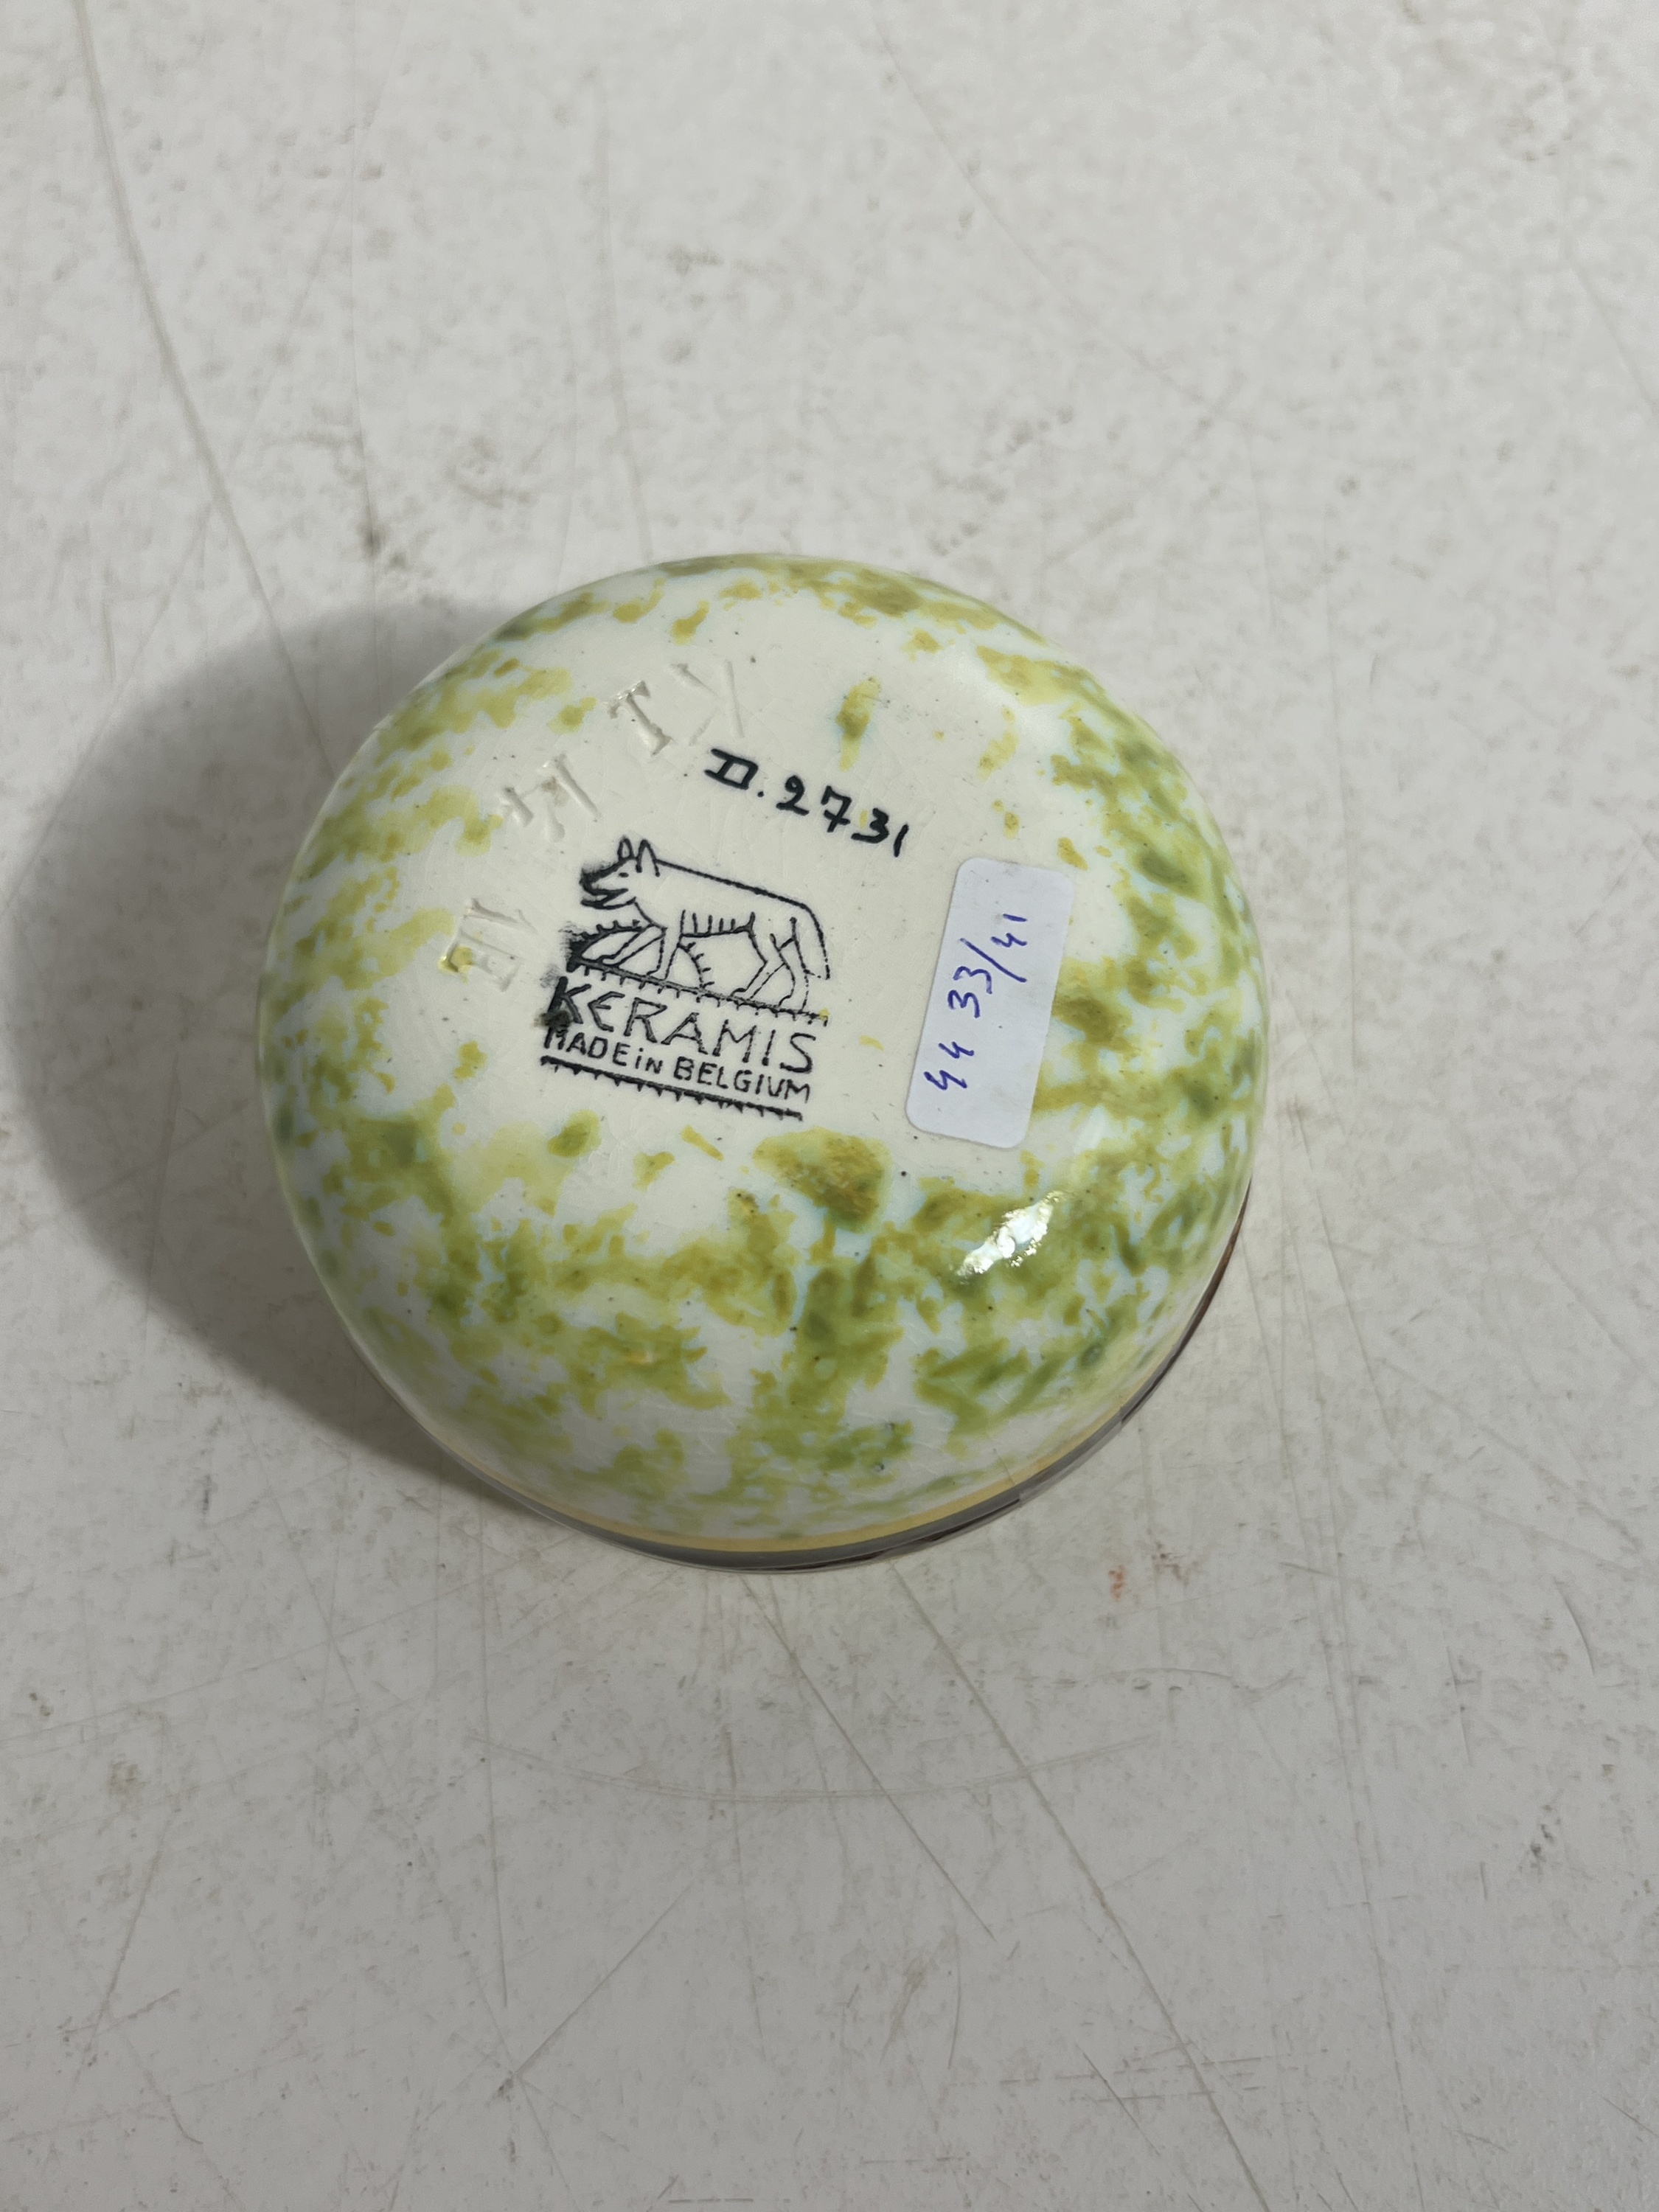 D.2731
KERAMIS
MADE iN BELGIUM
44 33/41